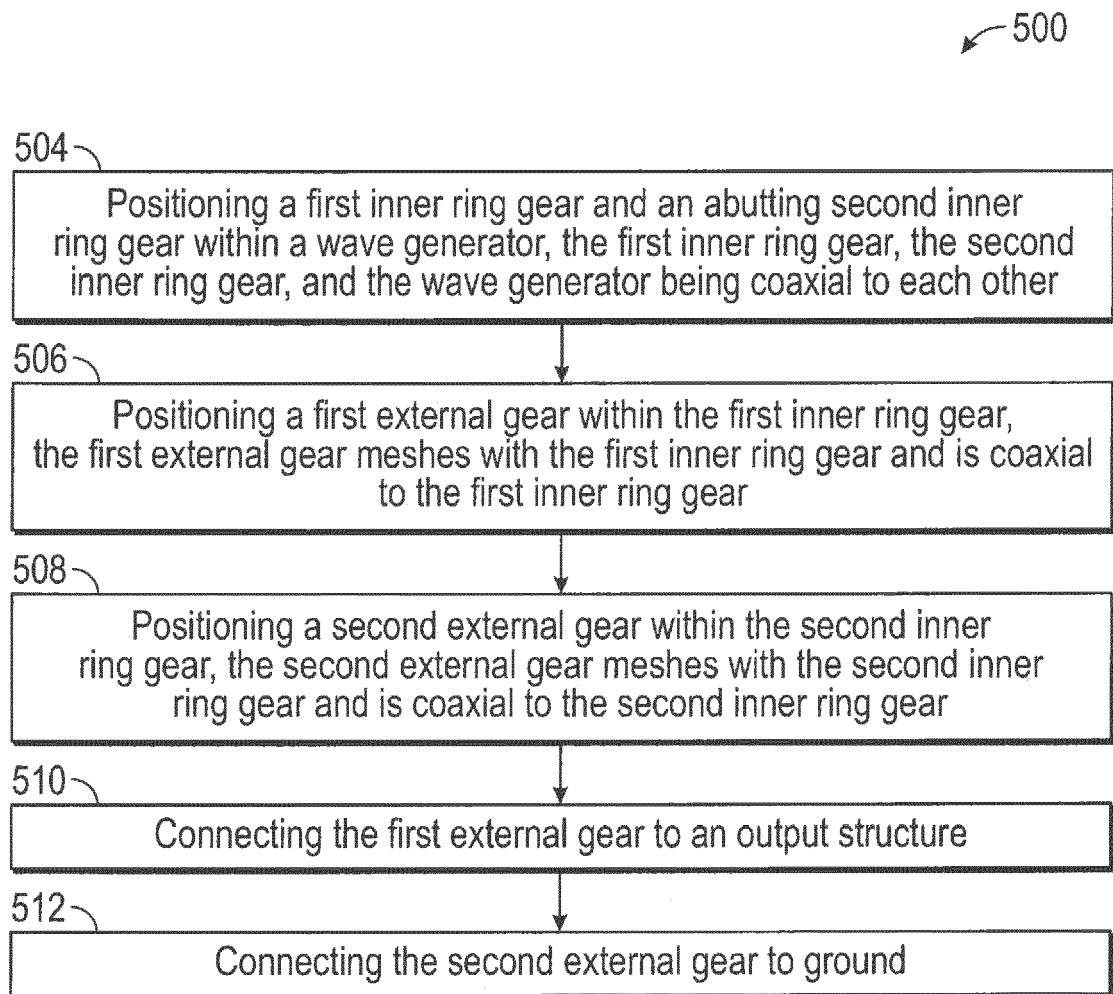 500
504
Positioning a first inner ring gear and an abutting second inner
ring gear within a wave generator, the first inner ring gear, the second
inner ring gear, and the wave generator being coaxial to each other
506
Positioning a first external gear within the first inner ring gear,
the first external gear meshes with the first inner ring gear and is coaxial
to the first inner ring gear
508
Positioning a second external gear within the second inner
ring gear, the second external gear meshes with the second inner
ring gear and is coaxial to the second inner ring gear
510
Connecting the first external gear to an output structure
512
Connecting the second external gear to ground